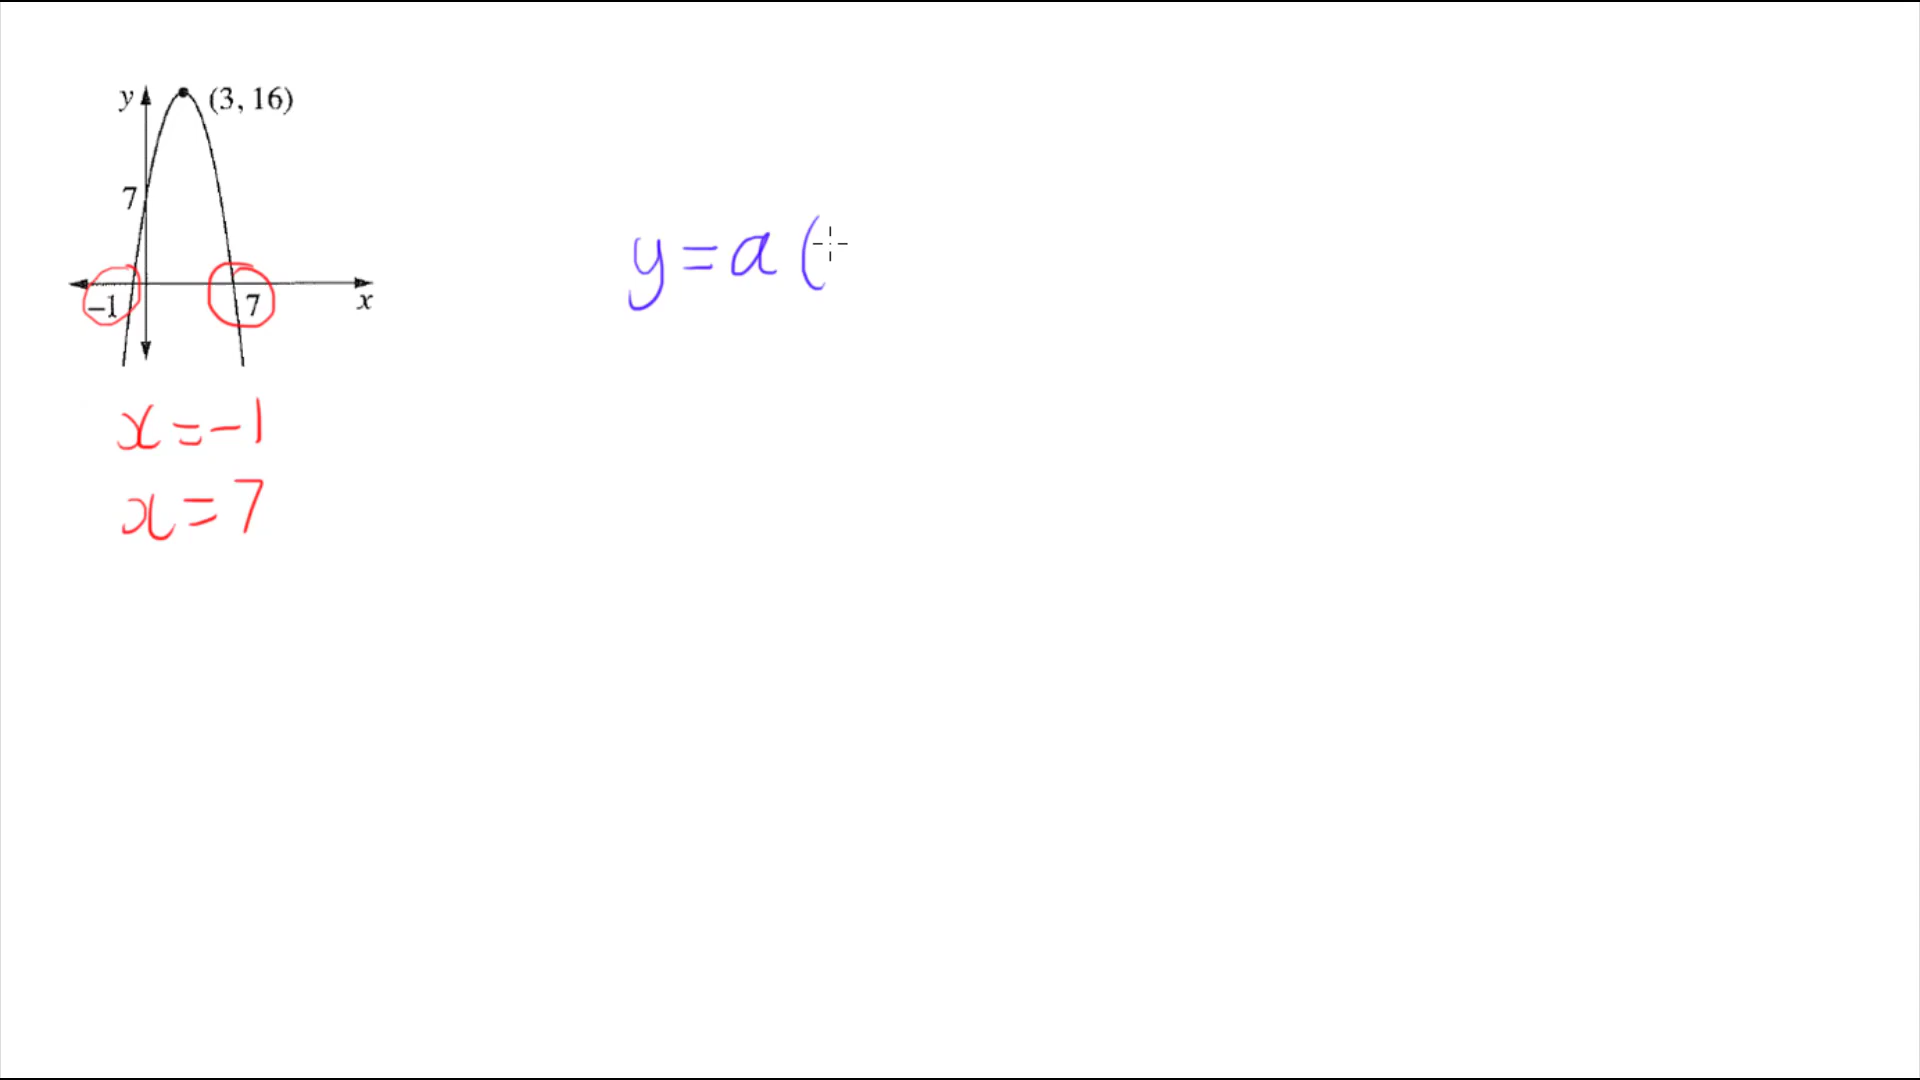 y
(3, 16)
7
-1
7
x
x = -1
x = 7
y = a (